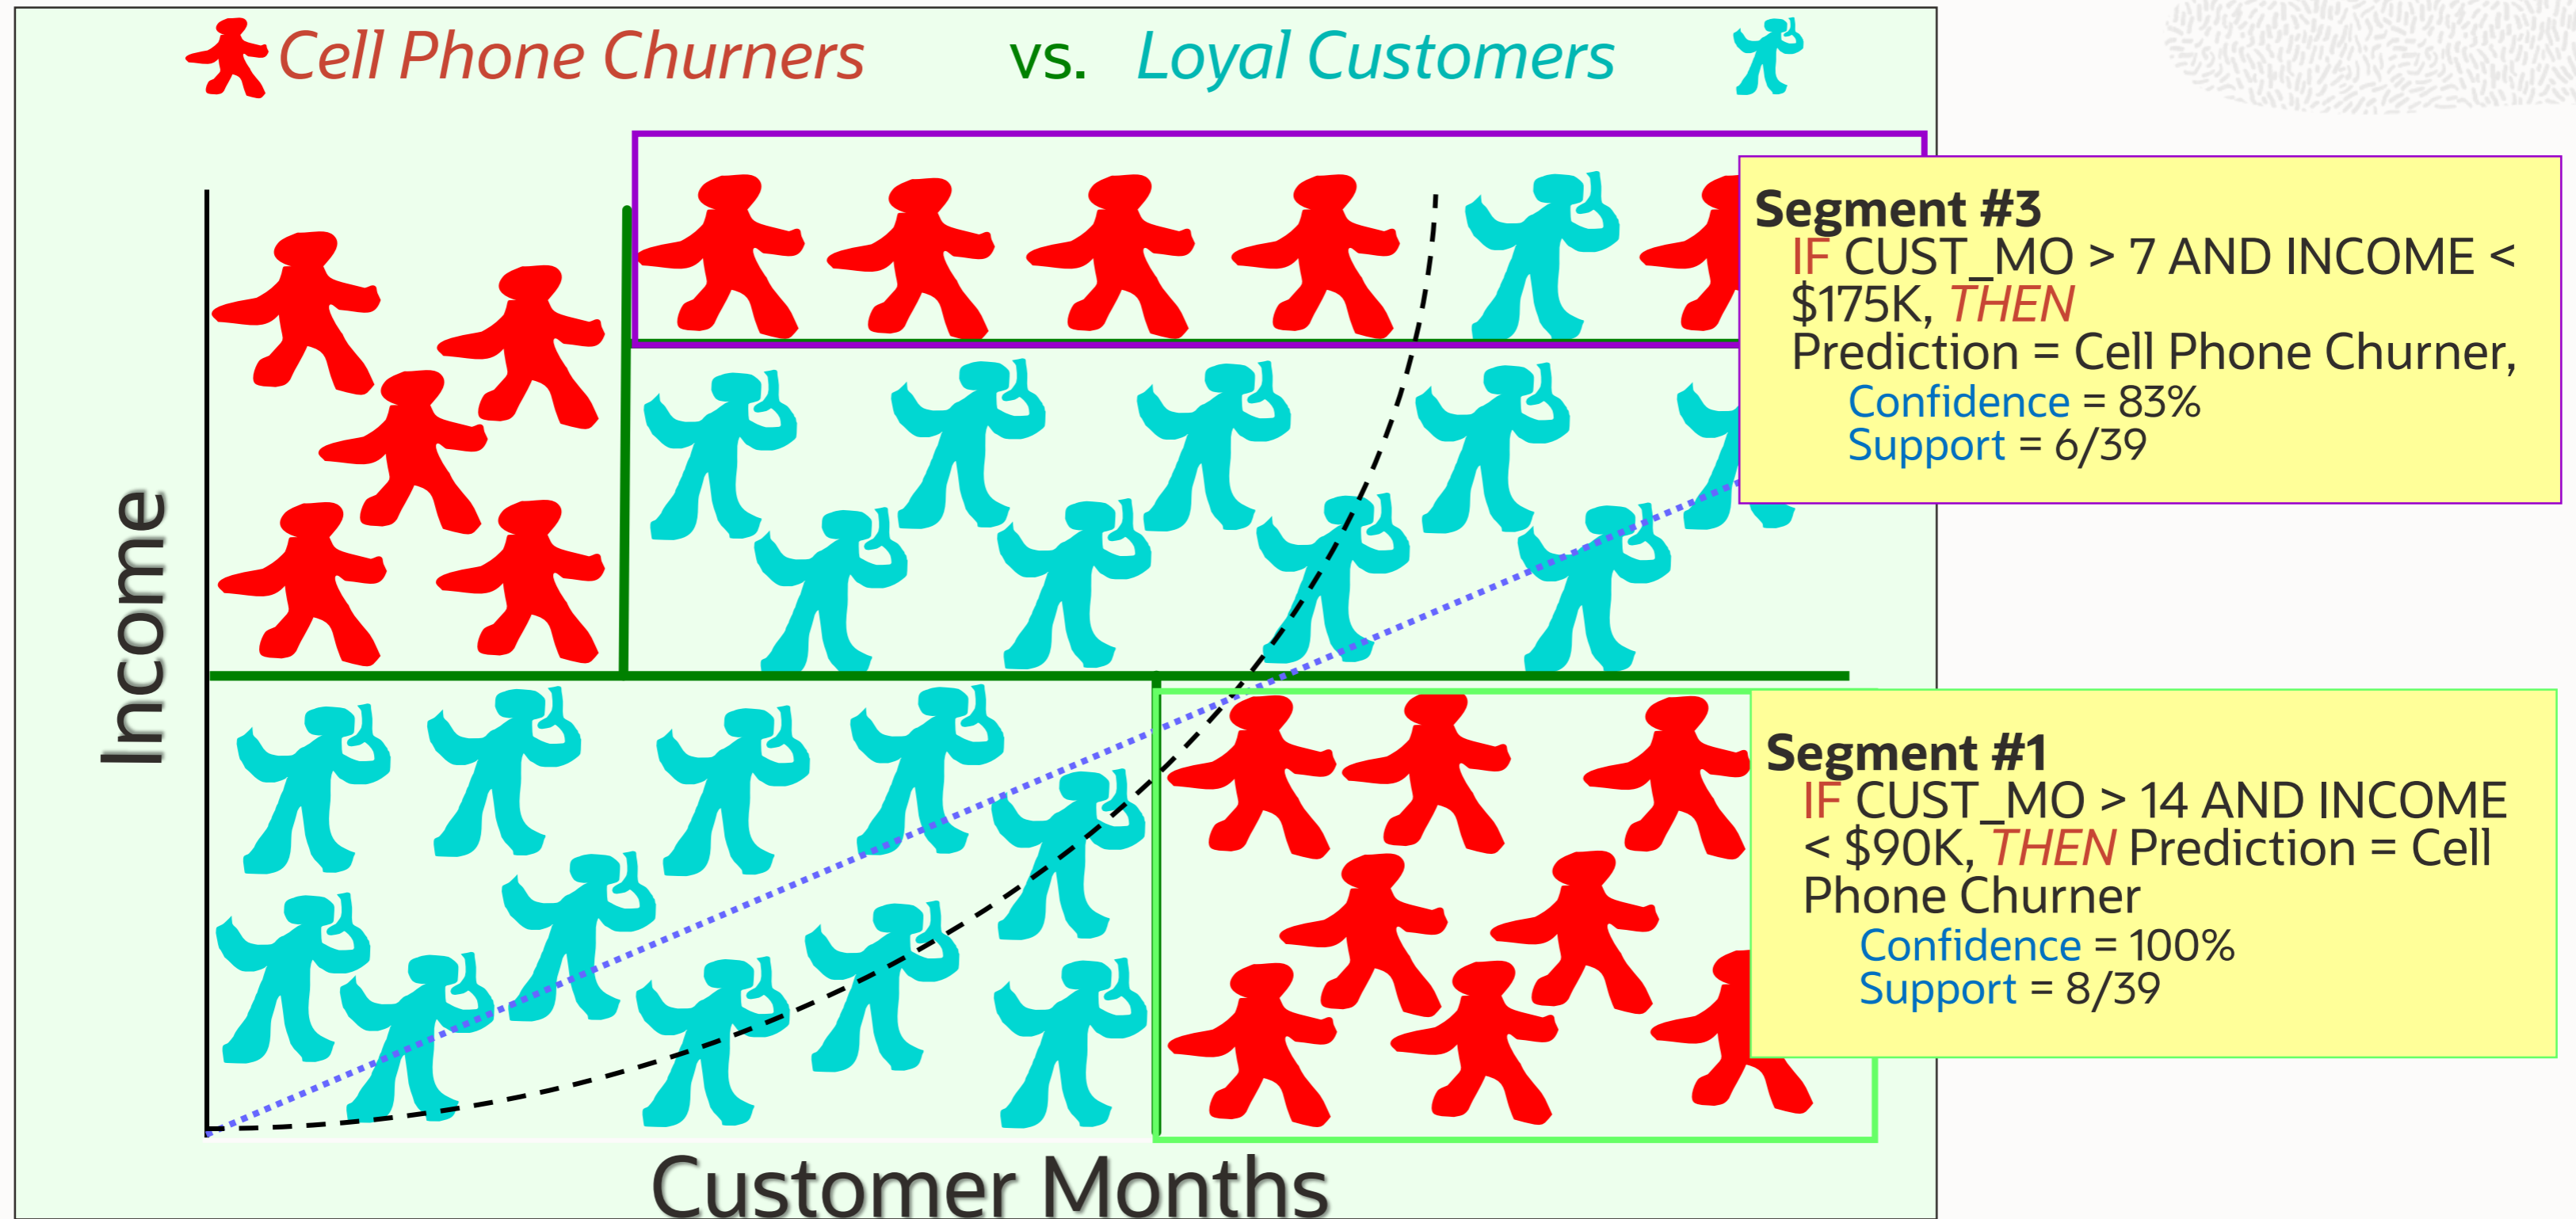 Cell Phone Churners vs. Loyal Customers
Segment #3
IF CUST_MO > 7 AND INCOME <
$175K, THEN
Prediction = Cell Phone Churner,
Confidence = 83%
Support = 6/39
Income
Segment #1
IF CUST_MO > 14 AND INCOME
< $90K, THEN Prediction = Cell
Phone Churner
Confidence = 100%
Support = 8/39
Customer Months